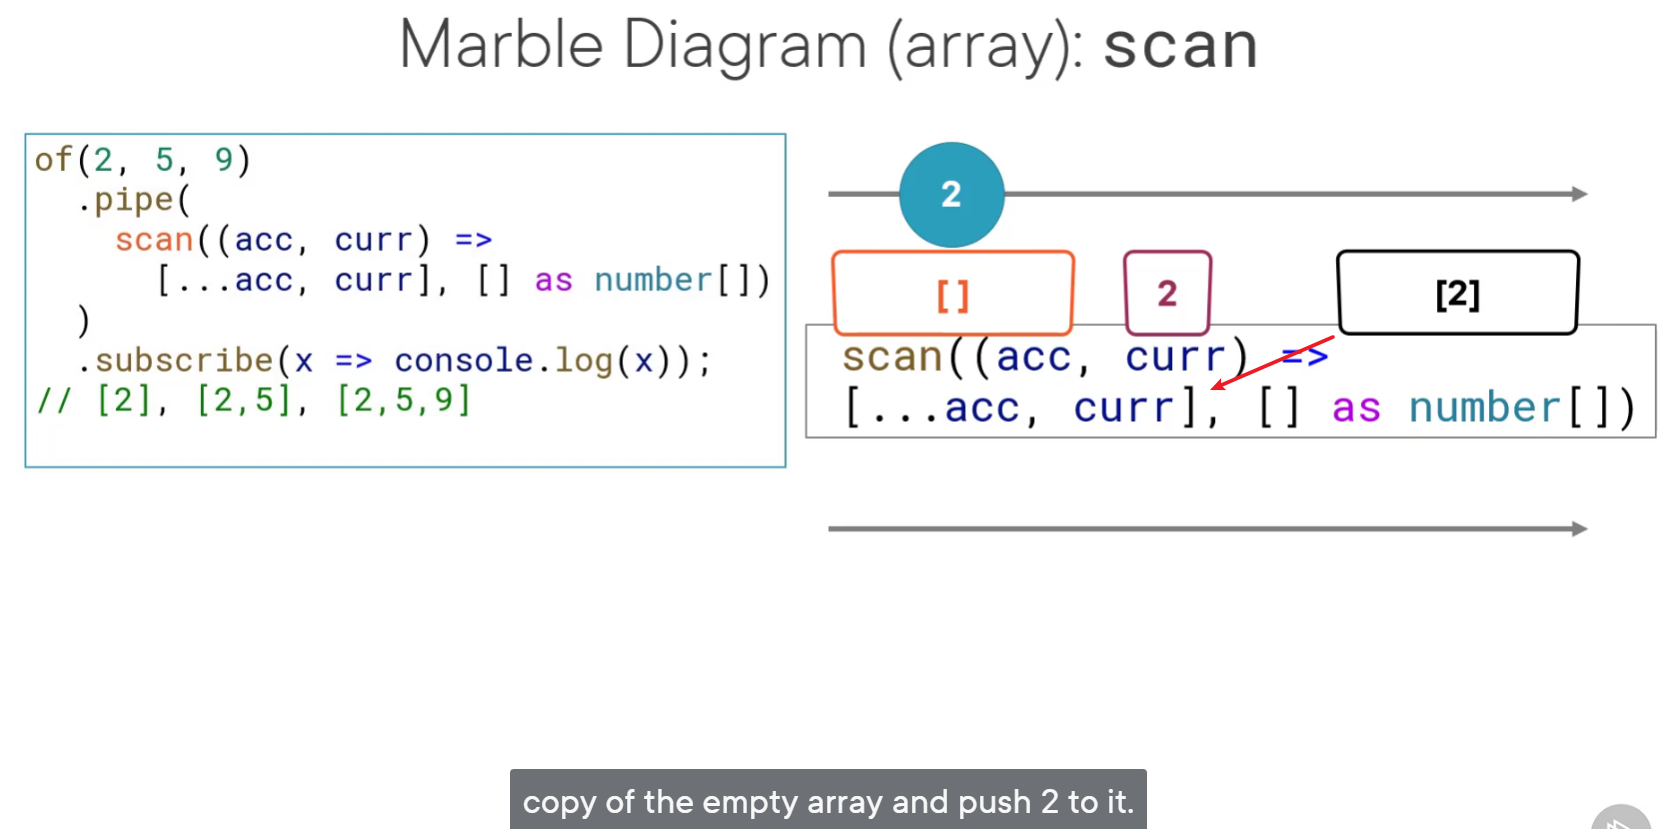 Marble Diagram (array): scan
of(2, 5, 9)
.pipe(
scan((acc, curr) =>
[...acc, curr], [] as number[])
)
.subscribe(x => console.log(x));
// [2], [2,5], [2,5,9]
2
[] 2 [2]
scan((acc, curr) =>
[...acc, curr], [] as number[])
copy of the empty array and push 2 to it.